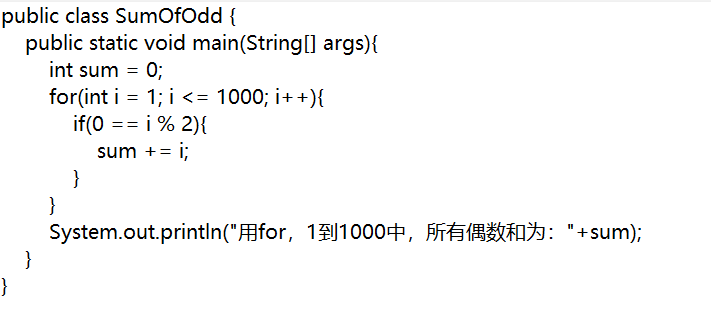 public class SumOfOdd {
public static void main(String[] args){
int sum = 0;
for(int i = 1; i <= 1000; i++){
if(0 == i % 2){
sum += i;
}
}
System.out.println("用for，1到1000中，所有偶数和为："+sum);
}
}